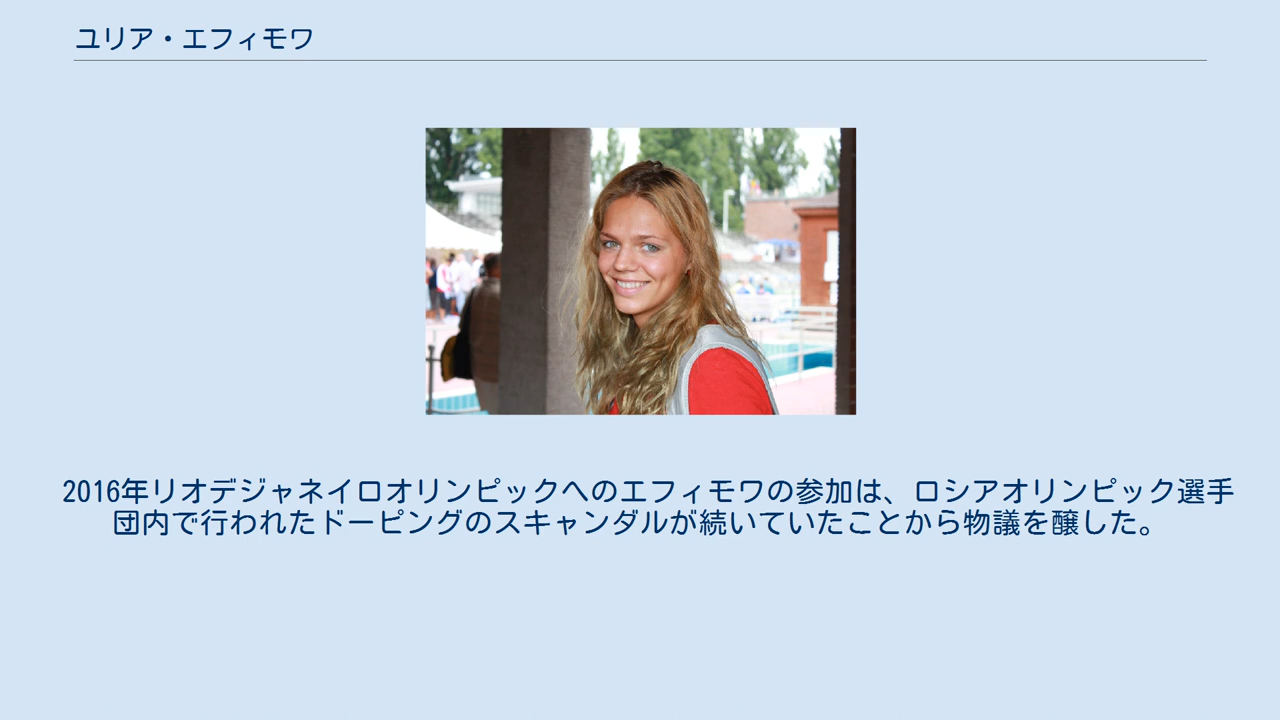 ユリア・エフィモワ
2016年リオデジャネイロオリンピックへのエフィモワの参加は、ロシアオリンピック選手
団内で行われたドーピングのスキャンダルが続いていたことから物議を醸した。